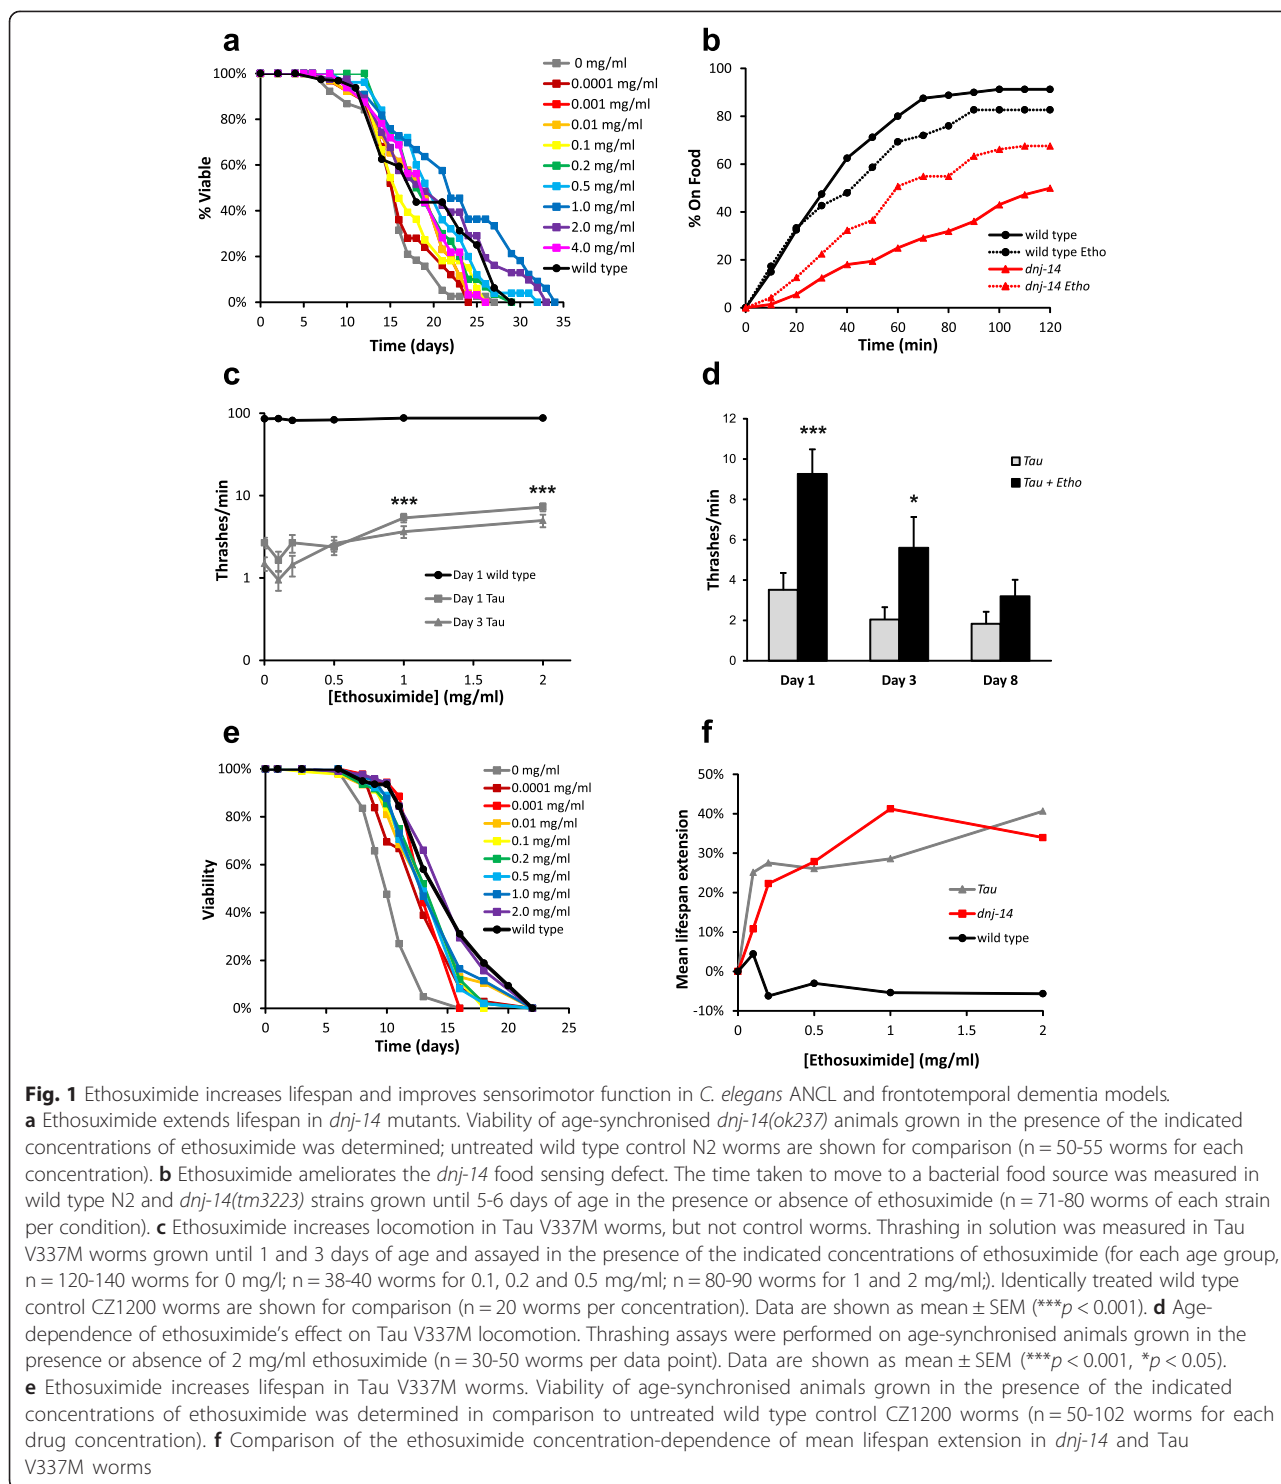 a
100%
80%
60%
40%
20%
0%
% Viable
0 5 10 15 20 25 30 35
Time (days)
0 mg/ml
0.0001 mg/ml
0.001 mg/ml
0.01 mg/ml
0.1 mg/ml
0.2 mg/ml
0.5 mg/ml
1.0 mg/ml
2.0 mg/ml
4.0 mg/ml
wild type
b
100
80
60
40
20
0
% On Food
0 20 40 60 80 100 120
Time (min)
wild type
wild type Etho
dnj-14
dnj-14 Etho
c
100
10
1
0
Thrashes/min
*** ***
Day 1 wild type
Day 1 Tau
Day 3 Tau
0 0.5 1 1.5 2
[Ethosuximide] (mg/ml)
d
12
10
8
6
4
2
0
Thrashes/min
***
*
Tau
Tau + Etho
Day 1 Day 3 Day 8
e
100%
80%
60%
40%
20%
0%
Viability
0 5 10 15 20 25
Time (days)
0 mg/ml
0.0001 mg/ml
0.001 mg/ml
0.01 mg/ml
0.1 mg/ml
0.2 mg/ml
0.5 mg/ml
1.0 mg/ml
2.0 mg/ml
wild type
f
50%
40%
30%
20%
10%
0%
-10%
Mean lifespan extension
Tau
dnj-14
wild type
0 0.5 1 1.5 2
[Ethosuximide] (mg/ml)
Fig. 1 Ethosuximide increases lifespan and improves sensorimotor function in C. elegans ANCL and frontotemporal dementia models.
a Ethosuximide extends lifespan in dnj-14 mutants. Viability of age-synchronised dnj-14(ok237) animals grown in the presence of the indicated
concentrations of ethosuximide was determined; untreated wild type control N2 worms are shown for comparison (n = 50-55 worms for each
concentration). b Ethosuximide ameliorates the dnj-14 food sensing defect. The time taken to move to a bacterial food source was measured in
wild type N2 and dnj-14(tm3223) strains grown until 5-6 days of age in the presence or absence of ethosuximide (n = 71-80 worms of each strain
per condition). c Ethosuximide increases locomotion in Tau V337M worms, but not control worms. Thrashing in solution was measured in Tau
V337M worms grown until 1 and 3 days of age and assayed in the presence of the indicated concentrations of ethosuximide (for each age group,
n = 120-140 worms for 0 mg/l; n = 38-40 worms for 0.1, 0.2 and 0.5 mg/ml; n = 80-90 worms for 1 and 2 mg/ml;). Identically treated wild type
control CZ1200 worms are shown for comparison (n = 20 worms per concentration). Data are shown as mean ± SEM (***p < 0.001). d Age-
dependence of ethosuximide's effect on Tau V337M locomotion. Thrashing assays were performed on age-synchronised animals grown in the
presence or absence of 2 mg/ml ethosuximide (n = 30-50 worms per data point). Data are shown as mean ± SEM (***p < 0.001, *p < 0.05).
e Ethosuximide increases lifespan in Tau V337M worms. Viability of age-synchronised animals grown in the presence of the indicated
concentrations of ethosuximide was determined in comparison to untreated wild type control CZ1200 worms (n = 50-102 worms for each
drug concentration). f Comparison of the ethosuximide concentration-dependence of mean lifespan extension in dnj-14 and Tau
V337M worms